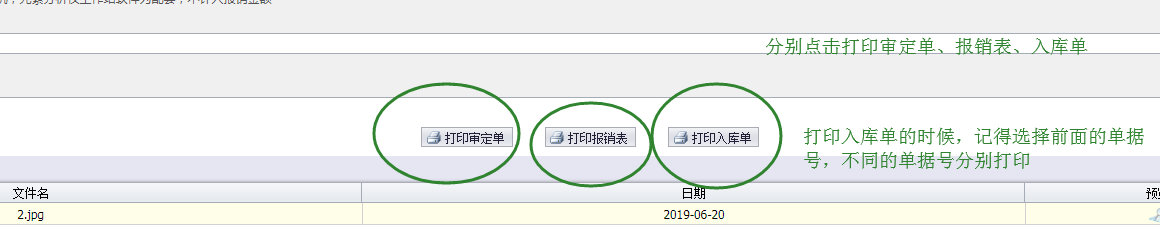 分别点击打印审定单、报销表、入库单
打印审定单 打印报销表 打印入库单
打印入库单的时候，记得选择前面的单据
号，不同的单据号分别打印
文件名 日期
2.jpg 2019-06-20